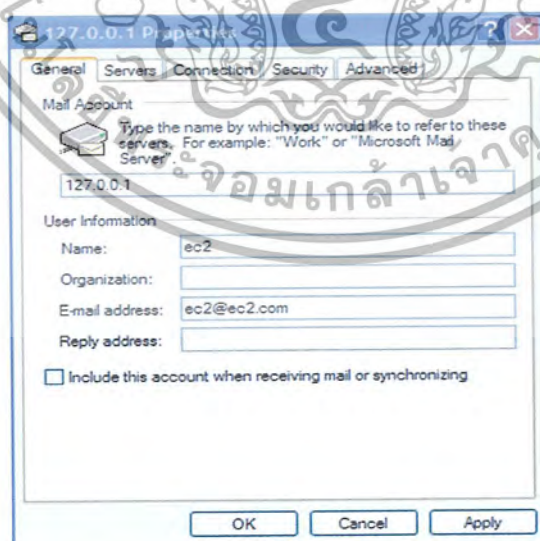 127.0.0.1 Properties
General Servers Connection Security Advanced
Mail Account
Type the name by which you would like to refer to these
servers. For example: "Work" or "Microsoft Mail
Server".
127.0.0.1
User Information
Name: ec2
Organization:
E-mail address: ec2@ec2.com
Reply address:
Include this account when receiving mail or synchronizing
OK Cancel Apply